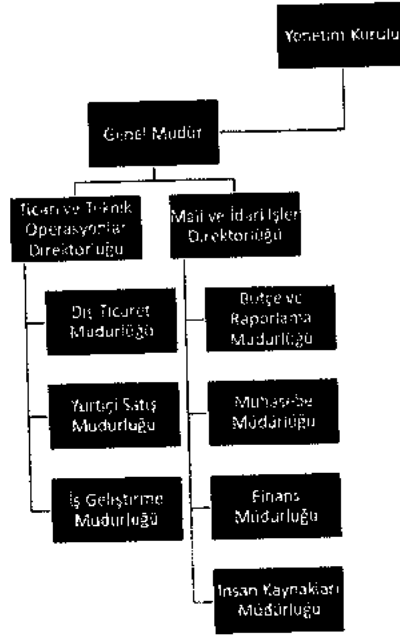 Yönetim Kurulu
Genel Müdür
Ticari ve Teknik
Operasyonlar
Direktörlüğü
Mali ve İdari İşler
Direktörlüğü
Dış Ticaret
Müdürlüğü
Yurtiçi Satış
Müdürlüğü
İş Geliştirme
Müdürlüğü
Bütçe ve
Raporlama
Müdürlüğü
Muhasebe
Müdürlüğü
Finans
Müdürlüğü
İnsan Kaynakları
Müdürlüğü